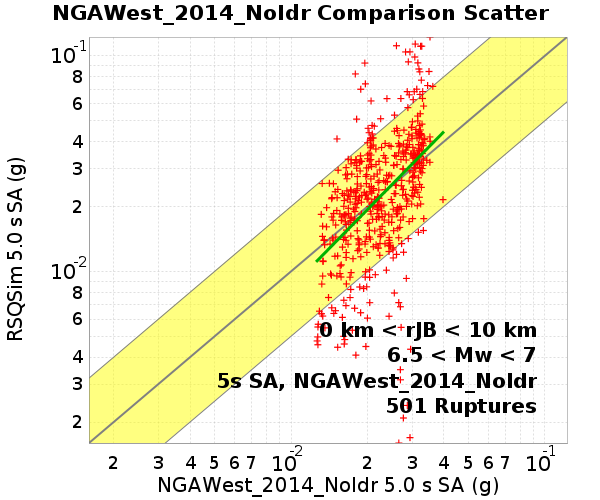 NGAWest_2014_NoIdr Comparison Scatter
RSQSim 5.0 s SA (g)
10-1
8
6
4
3
2
10-2
8
6
4
3
2
0 km < rJB < 10 km
6.5 < Mw < 7
5s SA, NGAWest_2014_NoIdr
501 Ruptures
2 3 4 5 6 7 10-2 2 3 4 5 6 7 10-1
NGAWest_2014_NoIdr 5.0 s SA (g)